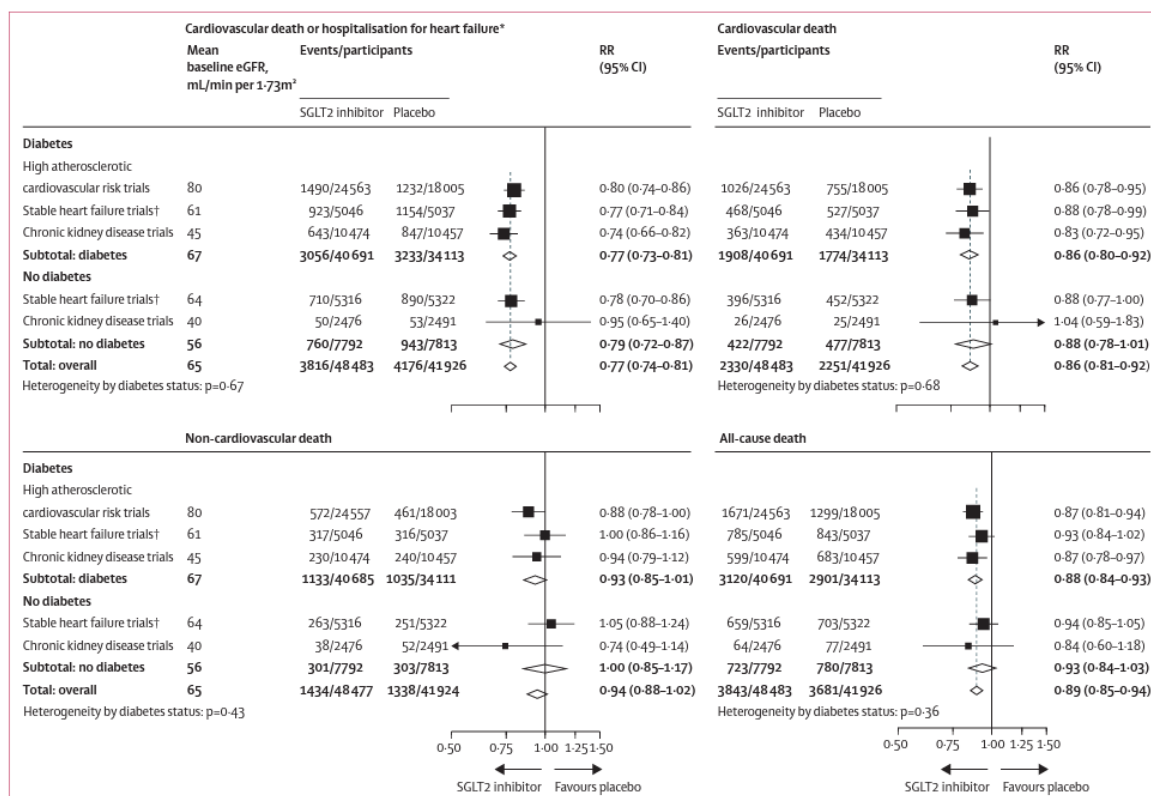 Cardiovascular death or hospitalisation for heart failure* Cardiovascular death
Mean baseline eGFR, mL/min per 1·73m² Events/participants RR (95% CI) Events/participants RR (95% CI)
SGLT2 inhibitor Placebo SGLT2 inhibitor Placebo
Diabetes
High atherosclerotic
cardiovascular risk trials 80 1490/24563 1232/18005 0·80 (0·74–0·86) 1026/24563 755/18005 0·86 (0·78–0·95)
Stable heart failure trials† 61 923/5046 1154/5037 0·77 (0·71–0·84) 468/5046 527/5037 0·88 (0·78–0·99)
Chronic kidney disease trials 45 643/10474 847/10457 0·74 (0·66–0·82) 363/10474 434/10457 0·83 (0·72–0·95)
Subtotal: diabetes 67 3056/40691 3233/34113 0·77 (0·73–0·81) 1908/40691 1774/34113 0·86 (0·80–0·92)
No diabetes
Stable heart failure trials† 64 710/5316 890/5322 0·78 (0·70–0·86) 396/5316 452/5322 0·88 (0·77–1·00)
Chronic kidney disease trials 40 50/2476 53/2491 0·95 (0·65–1·40) 26/2476 25/2491 1·04 (0·59–1·83)
Subtotal: no diabetes 56 760/7792 943/7813 0·79 (0·72–0·87) 422/7792 477/7813 0·88 (0·78–1·01)
Total: overall 65 3816/48483 4176/41926 0·77 (0·74–0·81) 2330/48483 2251/41926 0·86 (0·81–0·92)
Heterogeneity by diabetes status: p=0·67 Heterogeneity by diabetes status: p=0·68
Non-cardiovascular death All-cause death
Diabetes
High atherosclerotic
cardiovascular risk trials 80 572/24557 461/18003 0·88 (0·78–1·00) 1671/24563 1299/18005 0·87 (0·81–0·94)
Stable heart failure trials† 61 317/5046 316/5037 1·00 (0·86–1·16) 785/5046 843/5037 0·93 (0·84–1·02)
Chronic kidney disease trials 45 230/10474 240/10457 0·94 (0·79–1·12) 599/10474 683/10457 0·87 (0·78–0·97)
Subtotal: diabetes 67 1133/40685 1035/34111 0·93 (0·85–1·01) 3120/40691 2901/34113 0·88 (0·84–0·93)
No diabetes
Stable heart failure trials† 64 263/5316 251/5322 1·05 (0·88–1·24) 659/5316 703/5322 0·94 (0·85–1·05)
Chronic kidney disease trials 40 38/2476 52/2491 0·74 (0·49–1·14) 64/2476 77/2491 0·84 (0·60–1·18)
Subtotal: no diabetes 56 301/7792 303/7813 1·00 (0·85–1·17) 723/7792 780/7813 0·93 (0·84–1·03)
Total: overall 65 1434/48477 1338/41924 0·94 (0·88–1·02) 3843/48483 3681/41926 0·89 (0·85–0·94)
Heterogeneity by diabetes status: p=0·43 Heterogeneity by diabetes status: p=0·36
0·50 0·75 1·00 1·25 1·50 0·50 0·75 1·00 1·25 1·50
SGLT2 inhibitor Favours placebo SGLT2 inhibitor Favours placebo